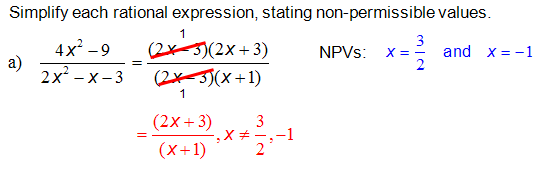 Simplify each rational expression, stating non-permissible values.
a) (4x² − 9)/(2x² − x − 3) = ((2x − 3)(2x + 3))/((2x − 3)(x + 1)) NPVs: x = 3/2 and x = −1
1
1
= (2x + 3)/(x + 1), x ≠ 3/2, −1